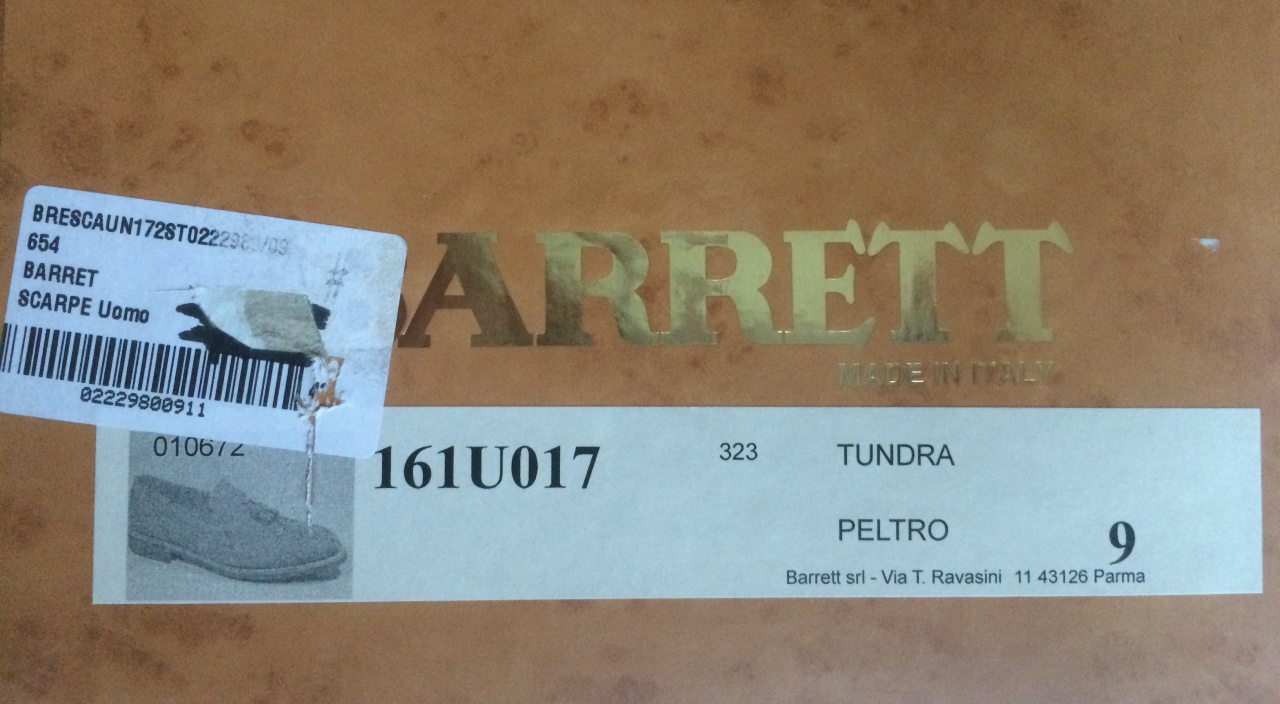 BRESCAUN172ST022298
654
BARRET
SCARPE Uomo
02229800911
BARRETT
MADE IN ITALY
010672
161U017
323
TUNDRA
PELTRO
9
Barrett srl - Via T. Ravasini 11 43126 Parma